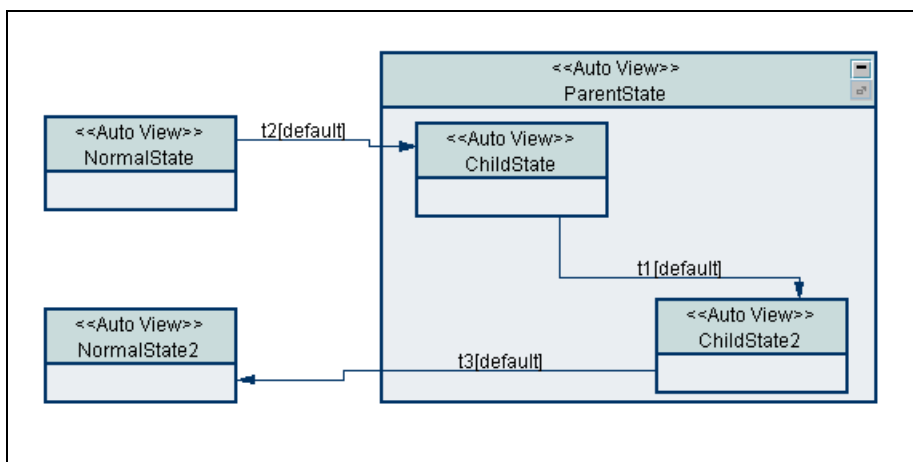 <<Auto View>>
ParentState
<<Auto View>>
NormalState
t2[default]
<<Auto View>>
ChildState
t1[default]
<<Auto View>>
NormalState2
<<Auto View>>
ChildState2
t3[default]